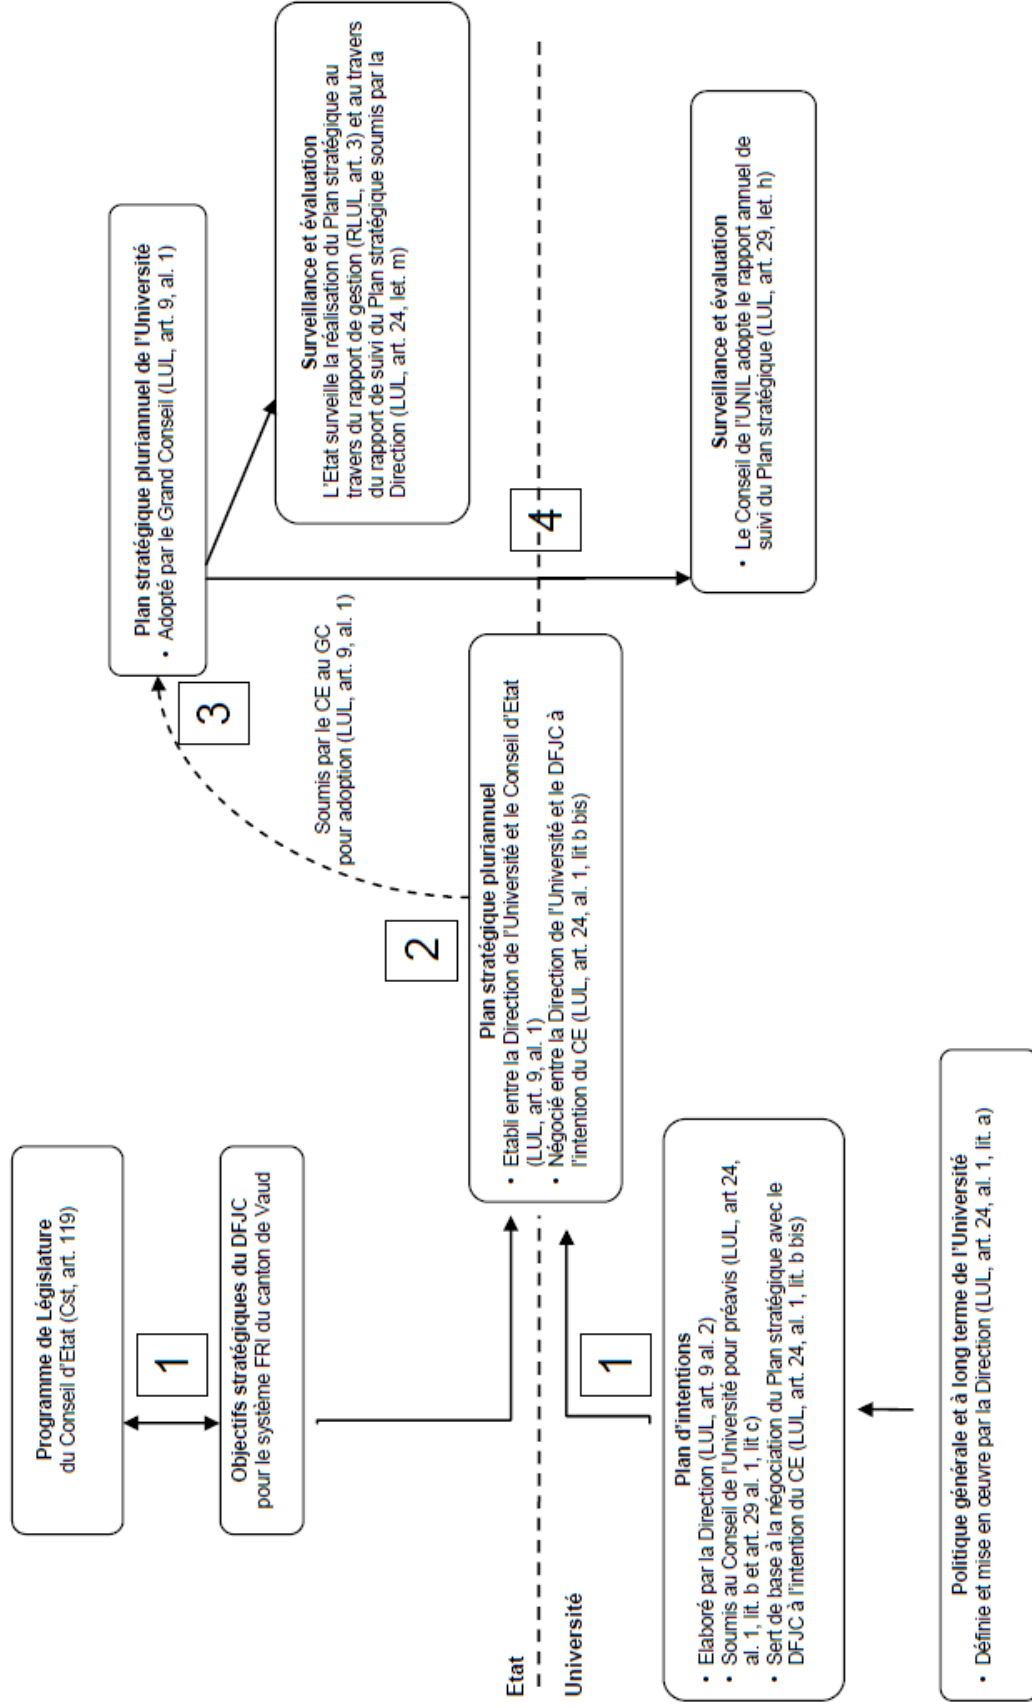 Programme de Législature
du Conseil d'Etat (Cst, art. 119)
1
Objectifs stratégiques du DFJC
pour le système FRI du canton de Vaud
Etat
Université
1
Plan d'intentions
• Elaboré par la Direction (LUL, art. 9 al. 2)
• Soumis au Conseil de l'Université pour préavis (LUL, art 24,
al. 1, lit. b et art. 29 al. 1, lit c)
• Sert de base à la négociation du Plan stratégique avec le
DFJC à l'intention du CE (LUL, art. 24, al. 1, lit. b bis)
Politique générale et à long terme de l'Université
• Définie et mise en œuvre par la Direction (LUL, art. 24, al. 1, lit. a)
2
Plan stratégique pluriannuel
• Etabli entre la Direction de l'Université et le Conseil d'Etat
(LUL, art. 9, al. 1)
• Négocié entre la Direction de l'Université et le DFJC à
l'intention du CE (LUL, art. 24, al. 1, lit b bis)
3
Soumis par le CE au GC
pour adoption (LUL, art. 9, al. 1)
Plan stratégique pluriannuel de l'Université
• Adopté par le Grand Conseil (LUL, art. 9, al. 1)
Surveillance et évaluation
L'Etat surveille la réalisation du Plan stratégique au
travers du rapport de gestion (RLUL, art. 3) et au travers
du rapport de suivi du Plan stratégique soumis par la
Direction (LUL, art. 24, let. m)
4
Surveillance et évaluation
• Le Conseil de l'UNIL adopte le rapport annuel de
suivi du Plan stratégique (LUL, art. 29, let. h)